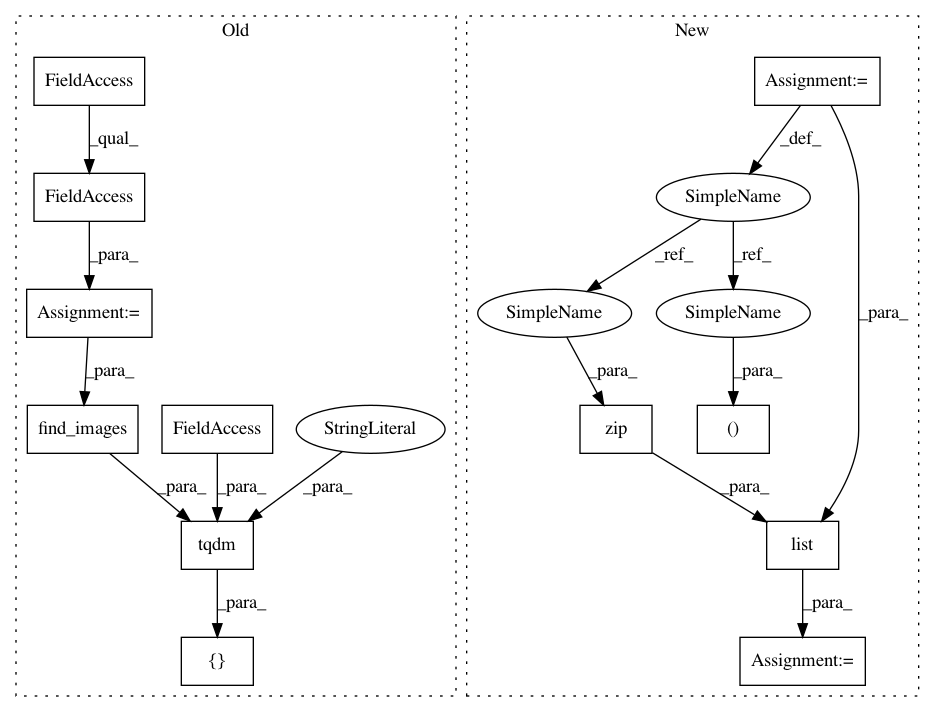 Old
New
FieldAccess
Assignment:=
_qual_
_def_
FieldAccess
SimpleName
_para_
_ref_
_ref_
Assignment:=
SimpleName
SimpleName
_para_
_para_
_para_
_para_
find_images
FieldAccess
StringLiteral
zip
()
_para_
_para_
_para_
_para_
tqdm
list
_para_
_para_
{}
Assignment:=